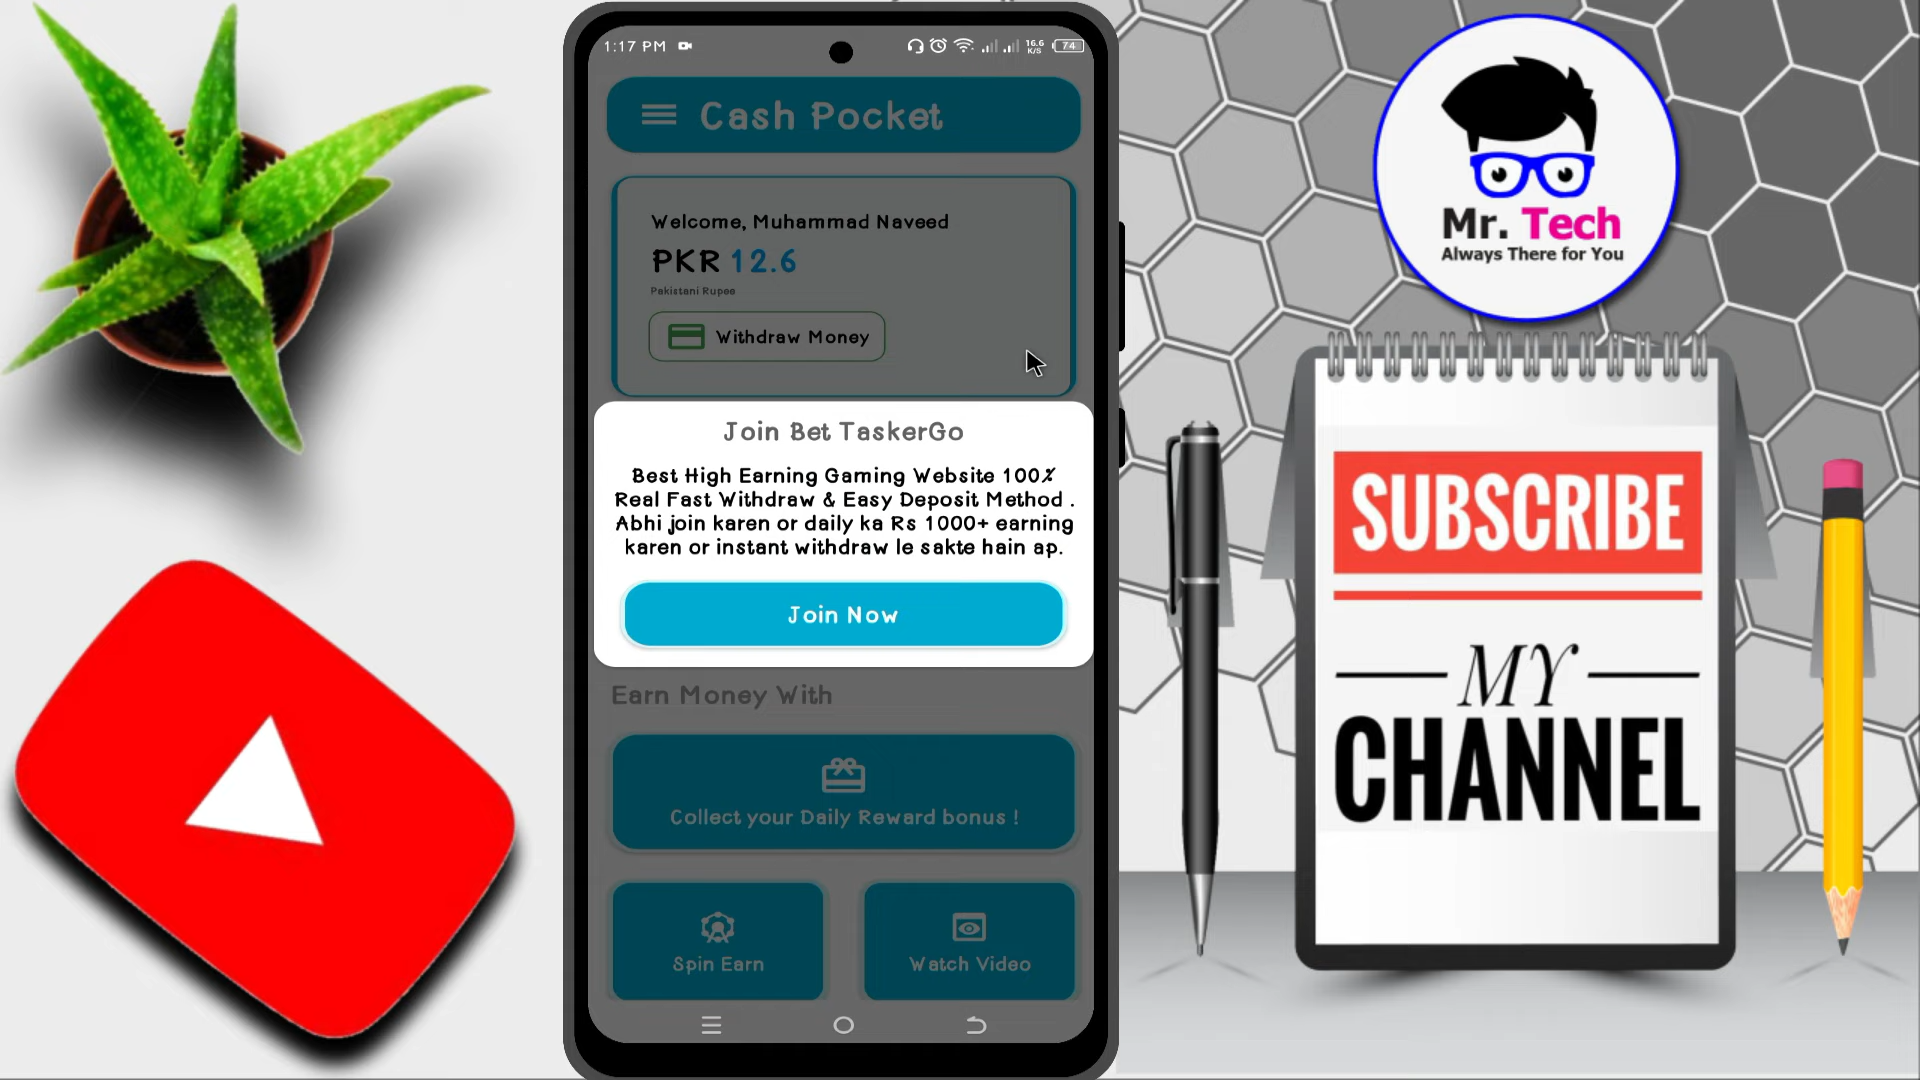 1:17 PM
16.6
K/S
74
Cash Pocket
Welcome, Muhammad Naveed
PKR 12.6
Pakistani Rupee
Withdraw Money
Join Bet TaskerGo
Best High Earning Gaming Website 100%
Real Fast Withdraw & Easy Deposit Method .
Abhi join karen or daily ka Rs 1000+ earning
karen or instant withdraw le sakte hain ap.
Join Now
Earn Money With
Collect your Daily Reward bonus !
Spin Earn
Watch Video
Mr. Tech
Always There for You
SUBSCRIBE
MY
CHANNEL